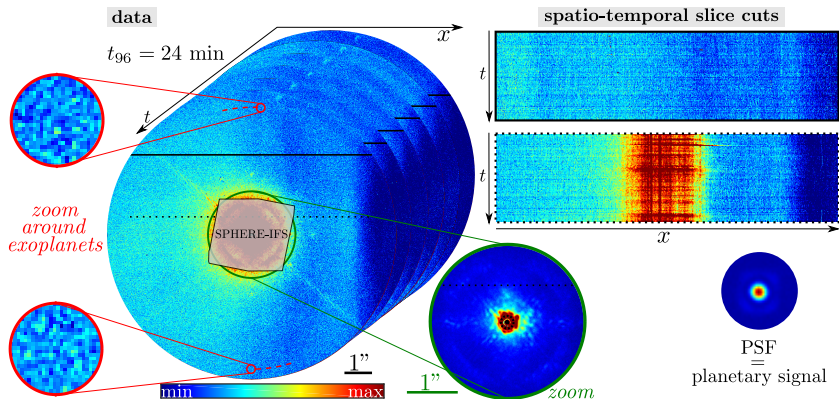 data
spatio-temporal slice cuts
x
t₉₆ = 24 min
t
t
zoom
around
exoplanets
SPHERE-IFS
t
x
1”
min
max
1”
zoom
PSF
=
planetary signal